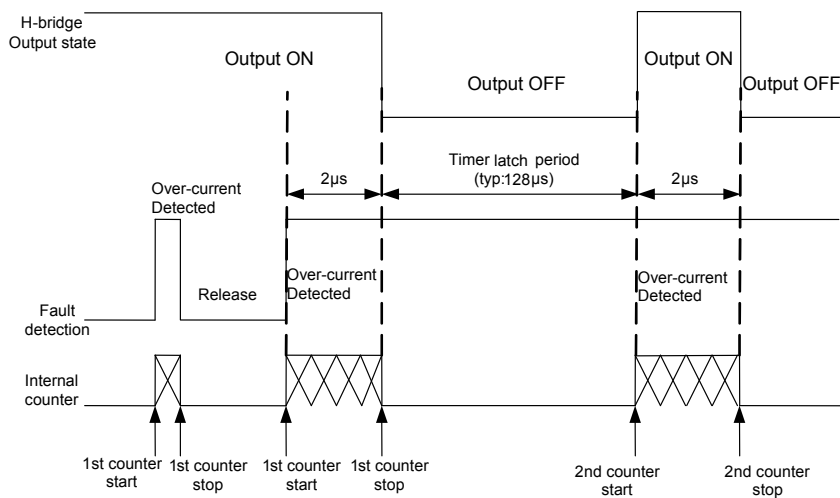 H-bridge
Output state
Output ON
Output OFF
Output ON
Output OFF
2µs
Timer latch period
(typ:128µs)
2µs
Over-current
Detected
Release
Over-current
Detected
Over-current
Detected
Fault
detection
Internal
counter
1st counter
start
1st counter
stop
1st counter
start
1st counter
stop
2nd counter
start
2nd counter
stop